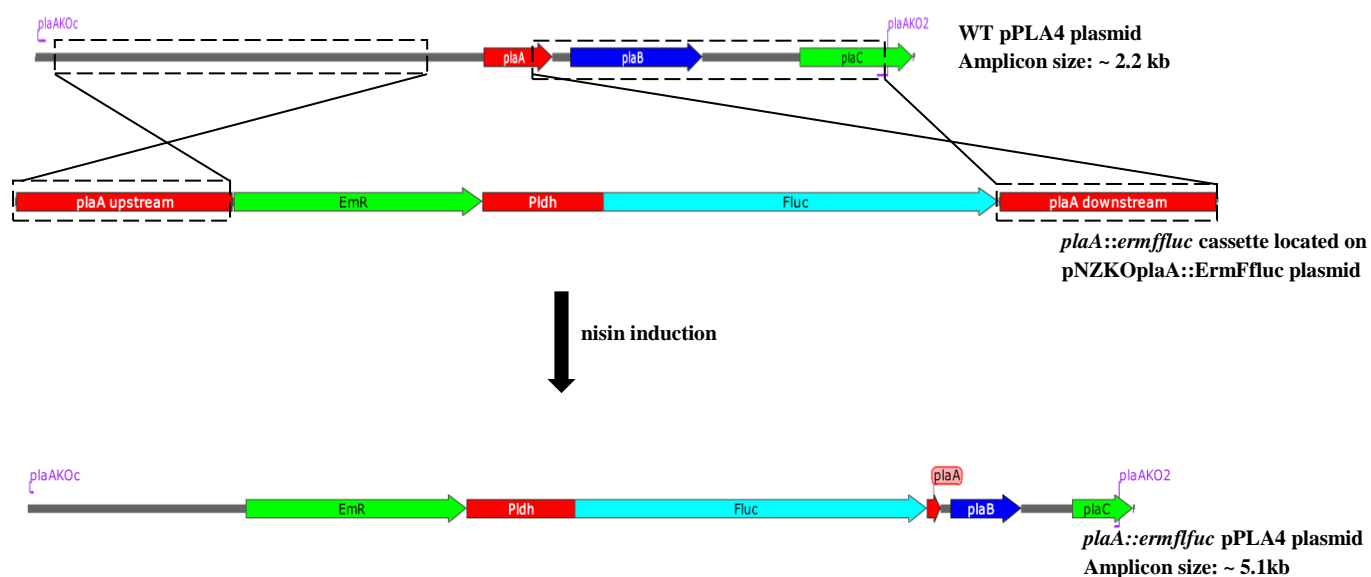 plaAKOc
plaAKO2
WT pPLA4 plasmid
Amplicon size: ~ 2.2 kb
plaA
plaB
plaC
plaA upstream
EmR
Pldh
Fluc
plaA downstream
plaA::ermffluc cassette located on
pNZKOplaA::ErmFfluc plasmid
nisin induction
plaAKOc
plaA
plaAKO2
EmR
Pldh
Fluc
plaB
plaC
plaA::ermflfuc pPLA4 plasmid
Amplicon size: ~ 5.1kb